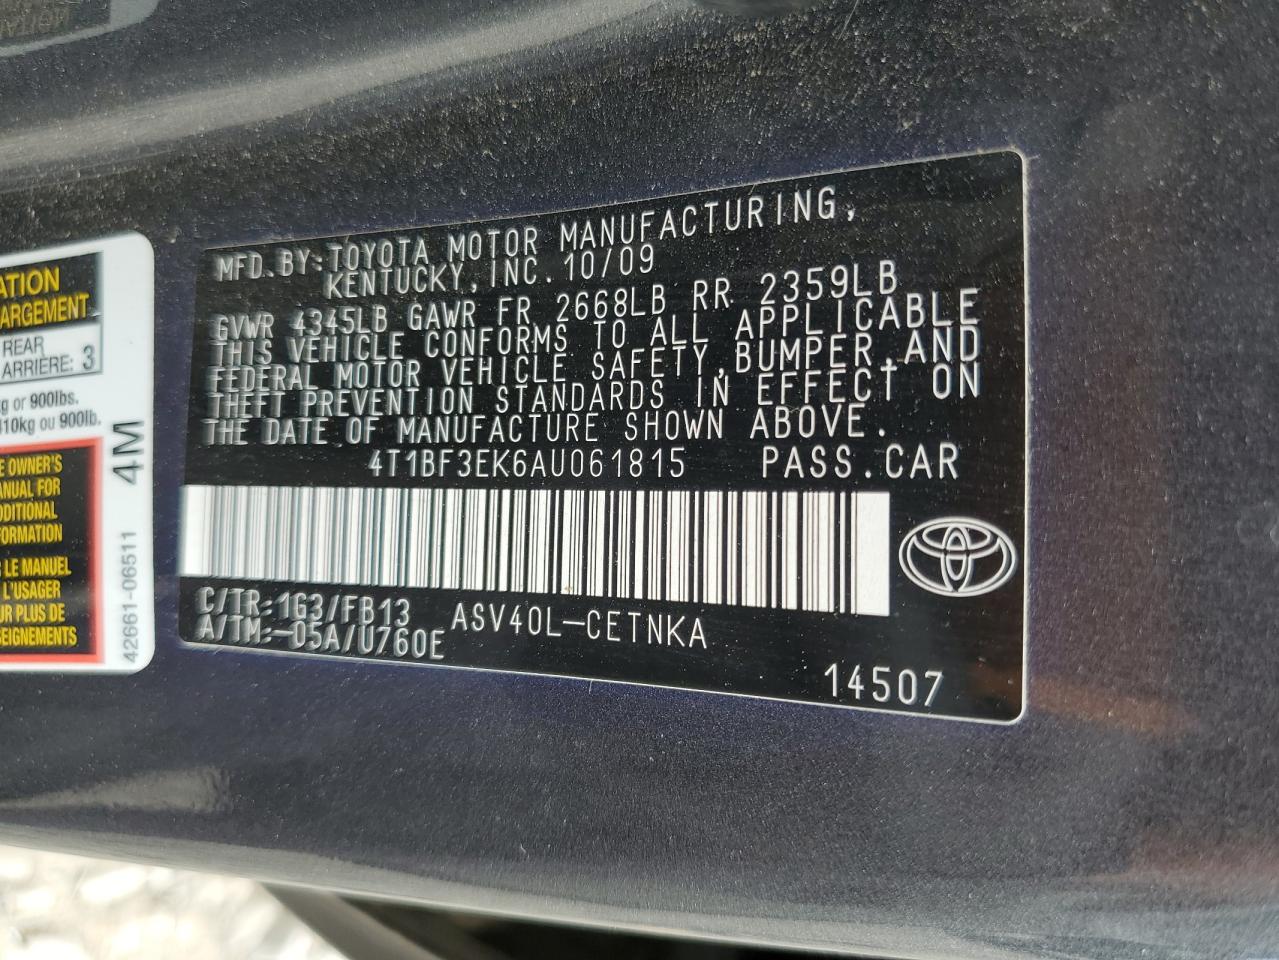 MFD.BY:TOYOTA MOTOR MANUFACTURING,
KENTUCKY,INC. 10/09
GVWR 4345LB GAWR FR 2668LB RR 2359LB
THIS VEHICLE CONFORMS TO ALL APPLICABLE
FEDERAL MOTOR VEHICLE SAFETY,BUMPER,AND
THEFT PREVENTION STANDARDS IN EFFECT ON
THE DATE OF MANUFACTURE SHOWN ABOVE.
4T1BF3EK6AU061815 PASS.CAR
C/TR:1G3/FB13 ASV40L-CETNKA
A/TM:-05A/U760E
14507
ATION
ARGEMENT
REAR
ARRIERE: 3
g or 900lbs.
410kg ou 900lb.
E OWNER'S
ANUAL FOR
DDITIONAL
FORMATION
LE MANUEL
L'USAGER
UR PLUS DE
SEIGNEMENTS
4M
42661-06511